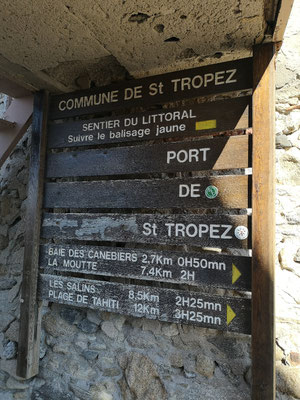 COMMUNE DE St TROPEZ
SENTIER DU LITTORAL
Suivre le balisage jaune
PORT
DE
St TROPEZ
BAIE DES CANEBIERS 2,7Km 0H50mn
LA MOUTTE 7,4Km 2H
LES SALINS 8,5Km 2H25mn
PLAGE DE TAHITI 12Km 3H25mn